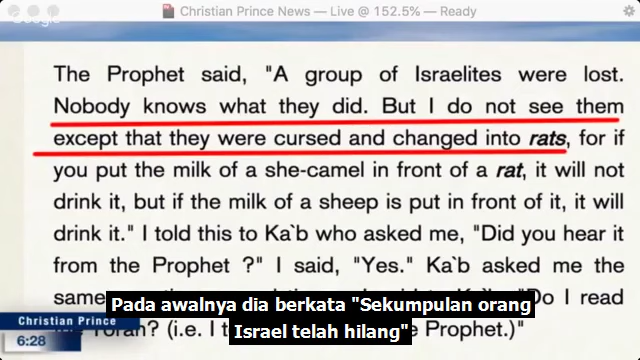 Google
Christian Prince News — Live @ 152.5% — Ready
The Prophet said, "A group of Israelites were lost.
Nobody knows what they did. But I do not see them
except that they were cursed and changed into rats, for if
you put the milk of a she-camel in front of a rat, it will not
drink it, but if the milk of a sheep is put in front of it, it will
drink it." I told this to Ka`b who asked me, "Did you hear it
from the Prophet ?" I said, "Yes." Ka`b asked me the
same
Do I read
Pada awalnya dia berkata "Sekumpulan orang
Israel telah hilang"
Christian Prince
6:28
? (i.e. I t
e Prophet.)"